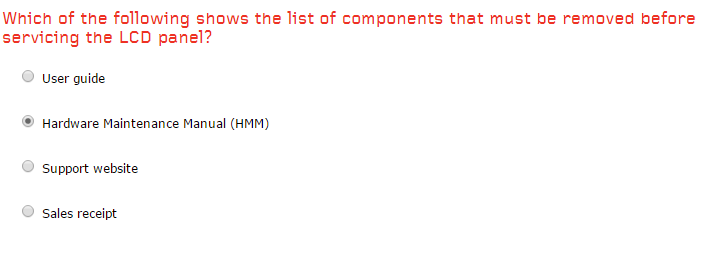 Which of the following shows the list of components that must be removed before
servicing the LCD panel?
User guide
Hardware Maintenance Manual (HMM)
Support website
Sales receipt